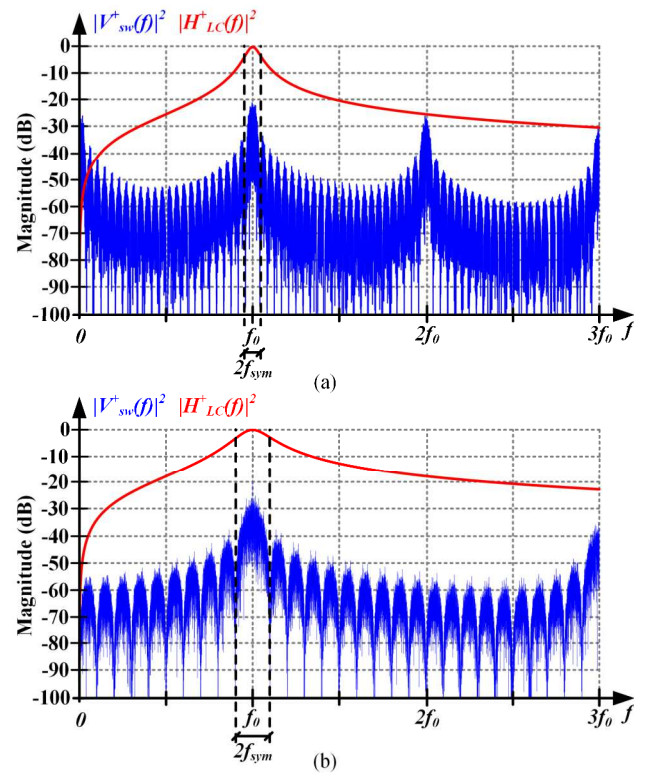 |V⁺sw(f)|² |H⁺LC(f)|²
Magnitude (dB)
0
-10
-20
-30
-40
-50
-60
-70
-80
-90
-100
0 f₀ 2f₀ 3f₀ f
2fsym
(a)
|V⁺sw(f)|² |H⁺LC(f)|²
Magnitude (dB)
0
-10
-20
-30
-40
-50
-60
-70
-80
-90
-100
0 f₀ 2f₀ 3f₀ f
2fsym
(b)